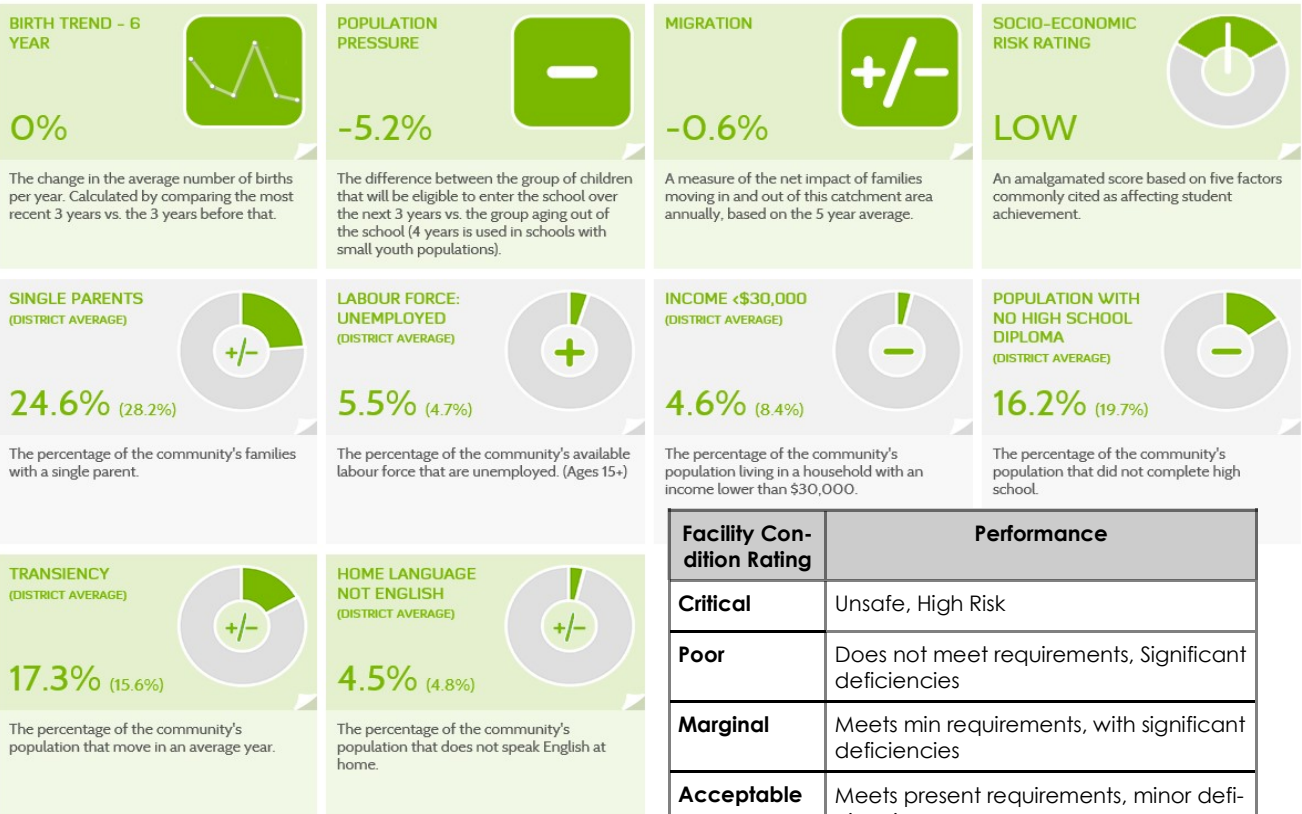 BIRTH TREND - 6
YEAR
0%
The change in the average number of births
per year. Calculated by comparing the most
recent 3 years vs. the 3 years before that.
POPULATION
PRESSURE
-5.2%
The difference between the group of children
that will be eligible to enter the school over
the next 3 years vs. the group aging out of
the school (4 years is used in schools with
small youth populations).
MIGRATION
+/-
-0.6%
A measure of the net impact of families
moving in and out of this catchment area
annually, based on the 5 year average.
SOCIO-ECONOMIC
RISK RATING
LOW
An amalgamated score based on five factors
commonly cited as affecting student
achievement.
SINGLE PARENTS
(DISTRICT AVERAGE)
+/-
24.6% (28.2%)
The percentage of the community's families
with a single parent.
LABOUR FORCE:
UNEMPLOYED
(DISTRICT AVERAGE)
+
5.5% (4.7%)
The percentage of the community's available
labour force that are unemployed. (Ages 15+)
INCOME <$30,000
(DISTRICT AVERAGE)
-
4.6% (8.4%)
The percentage of the community's
population living in a household with an
income lower than $30,000.
POPULATION WITH
NO HIGH SCHOOL
DIPLOMA
(DISTRICT AVERAGE)
-
16.2% (19.7%)
The percentage of the community's
population that did not complete high
school.
TRANSIENCY
(DISTRICT AVERAGE)
+/-
17.3% (15.6%)
The percentage of the community's
population that move in an average year.
HOME LANGUAGE
NOT ENGLISH
(DISTRICT AVERAGE)
+/-
4.5% (4.8%)
The percentage of the community's
population that does not speak English at
home.
Facility Con-
dition Rating
Performance
Critical
Unsafe, High Risk
Poor
Does not meet requirements, Significant
deficiencies
Marginal
Meets min requirements, with significant
deficiencies
Acceptable
Meets present requirements, minor defi-